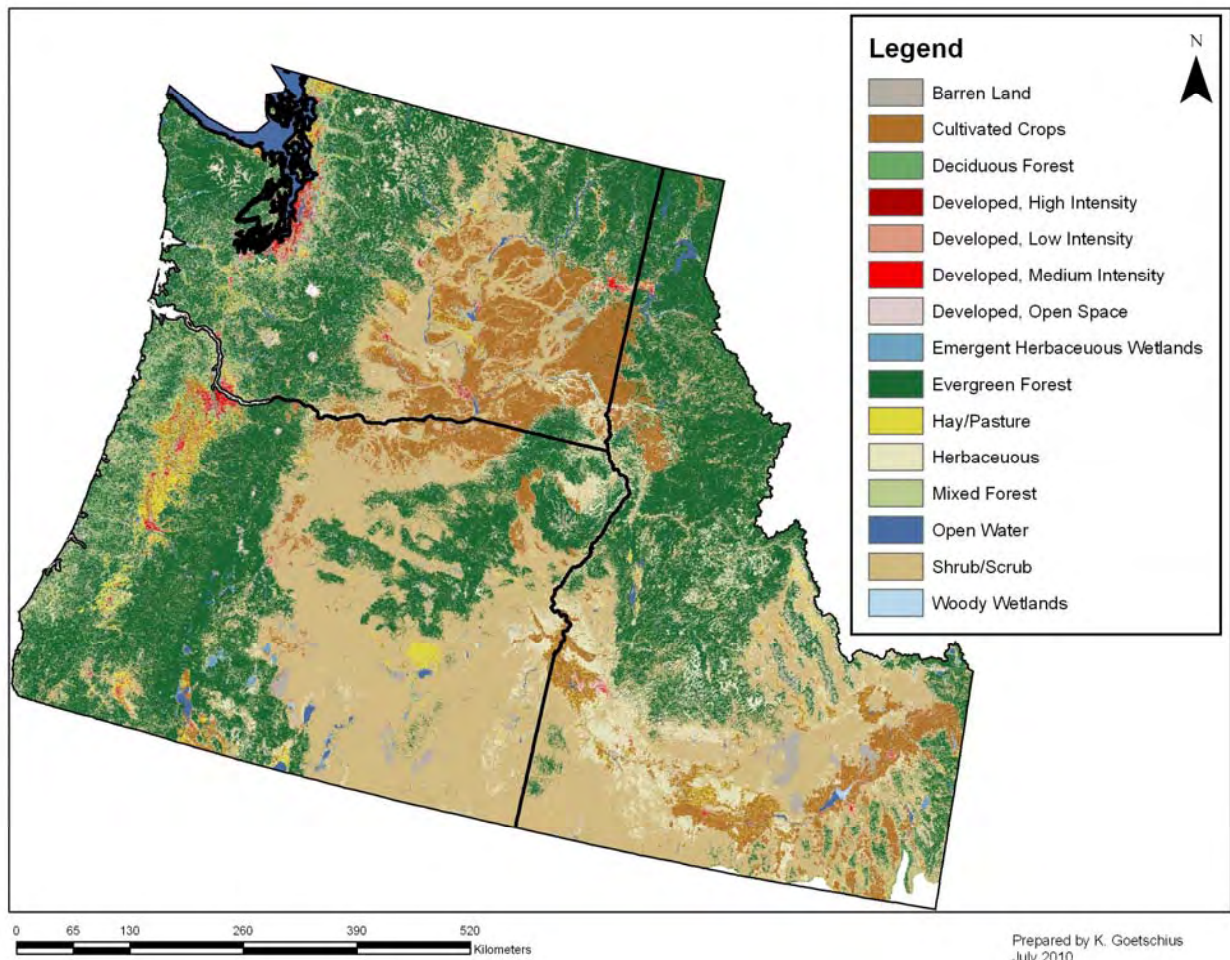 Legend
N
Barren Land
Cultivated Crops
Deciduous Forest
Developed, High Intensity
Developed, Low Intensity
Developed, Medium Intensity
Developed, Open Space
Emergent Herbaceuous Wetlands
Evergreen Forest
Hay/Pasture
Herbaceuous
Mixed Forest
Open Water
Shrub/Scrub
Woody Wetlands
0 65 130 260 390 520
Kilometers
Prepared by K. Goetschius
July 2010